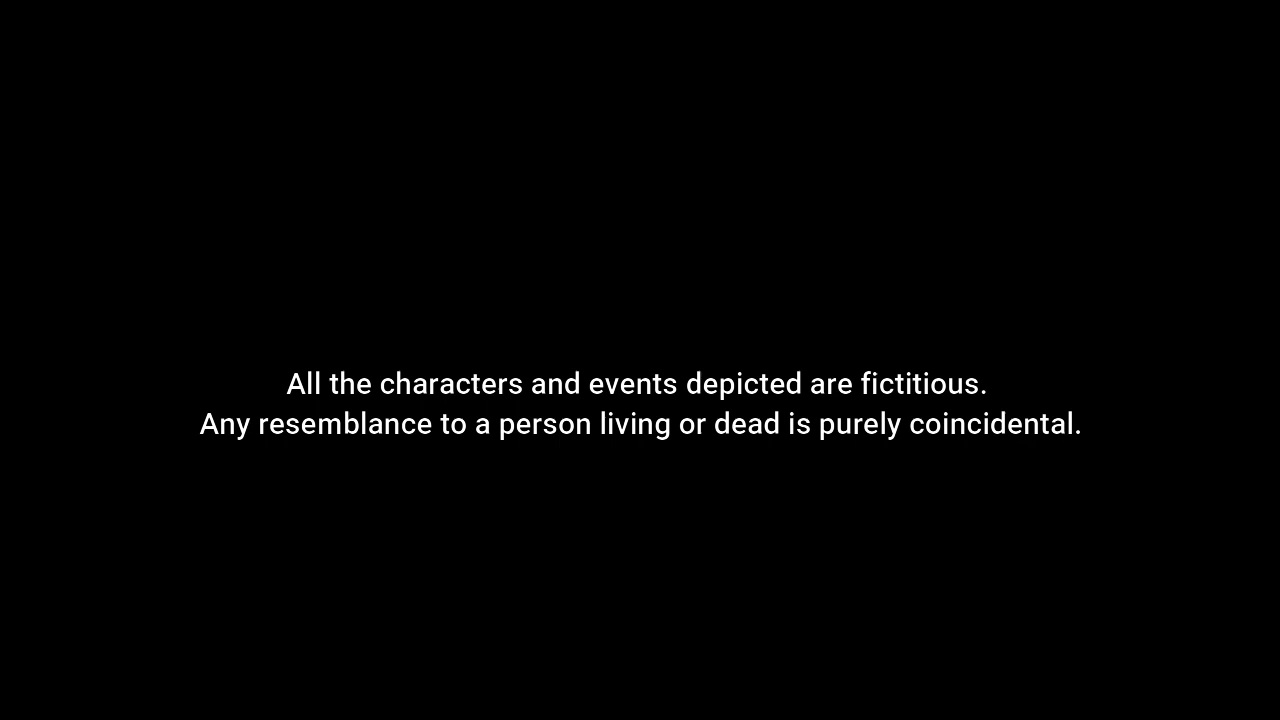 All the characters and events depicted are fictitious.
Any resemblance to a person living or dead is purely coincidental.